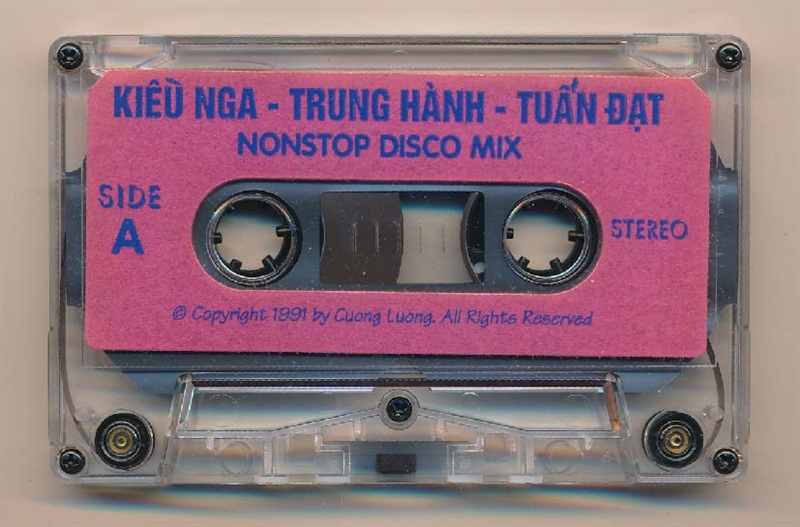 KIỀU NGA - TRUNG HÀNH - TUẤN ĐẠT
NONSTOP DISCO MIX
SIDE
A
STEREO
© Copyright 1991 by Cuong Luong. All Rights Reserved